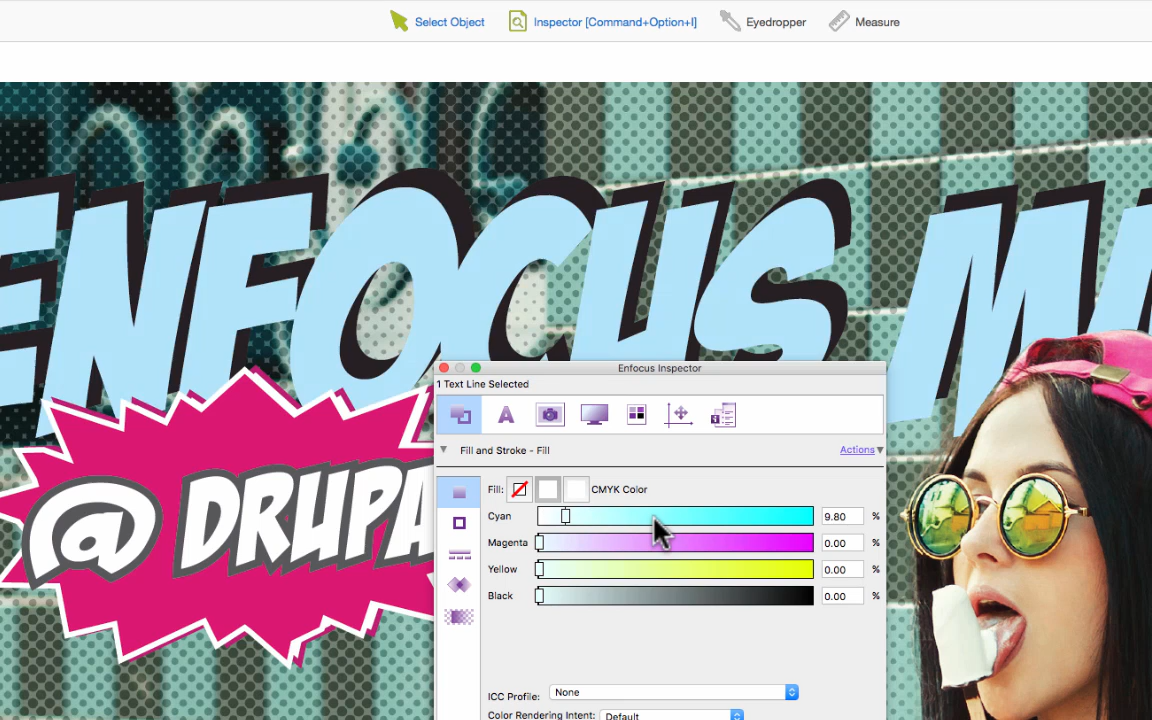 Select Object Inspector [Command+Option+I] Eyedropper Measure
ENFOCUS
@ DRUPA
Enfocus Inspector
1 Text Line Selected
Fill and Stroke - Fill Actions
Fill: CMYK Color
Cyan 9.80 %
Magenta 0.00 %
Yellow 0.00 %
Black 0.00 %
ICC Profile: None
Color Rendering Intent: Default